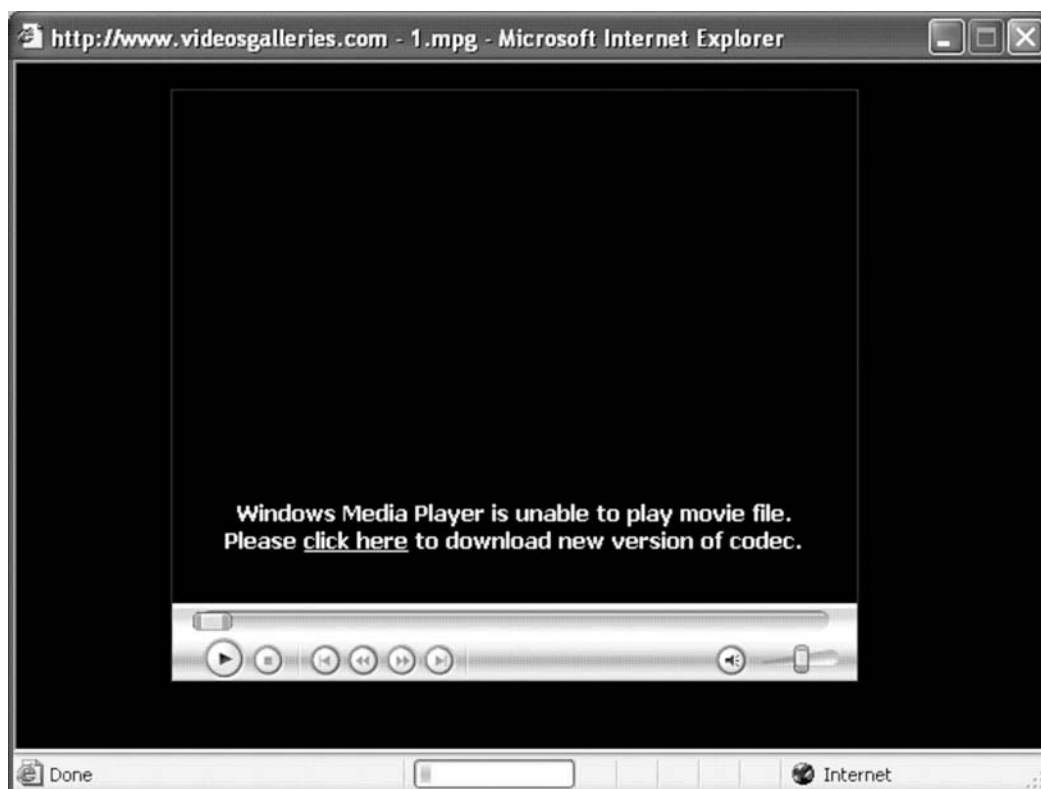 http://www.videosgalleries.com - 1.mpg - Microsoft Internet Explorer
Windows Media Player is unable to play movie file.
Please click here to download new version of codec.
Done
Internet